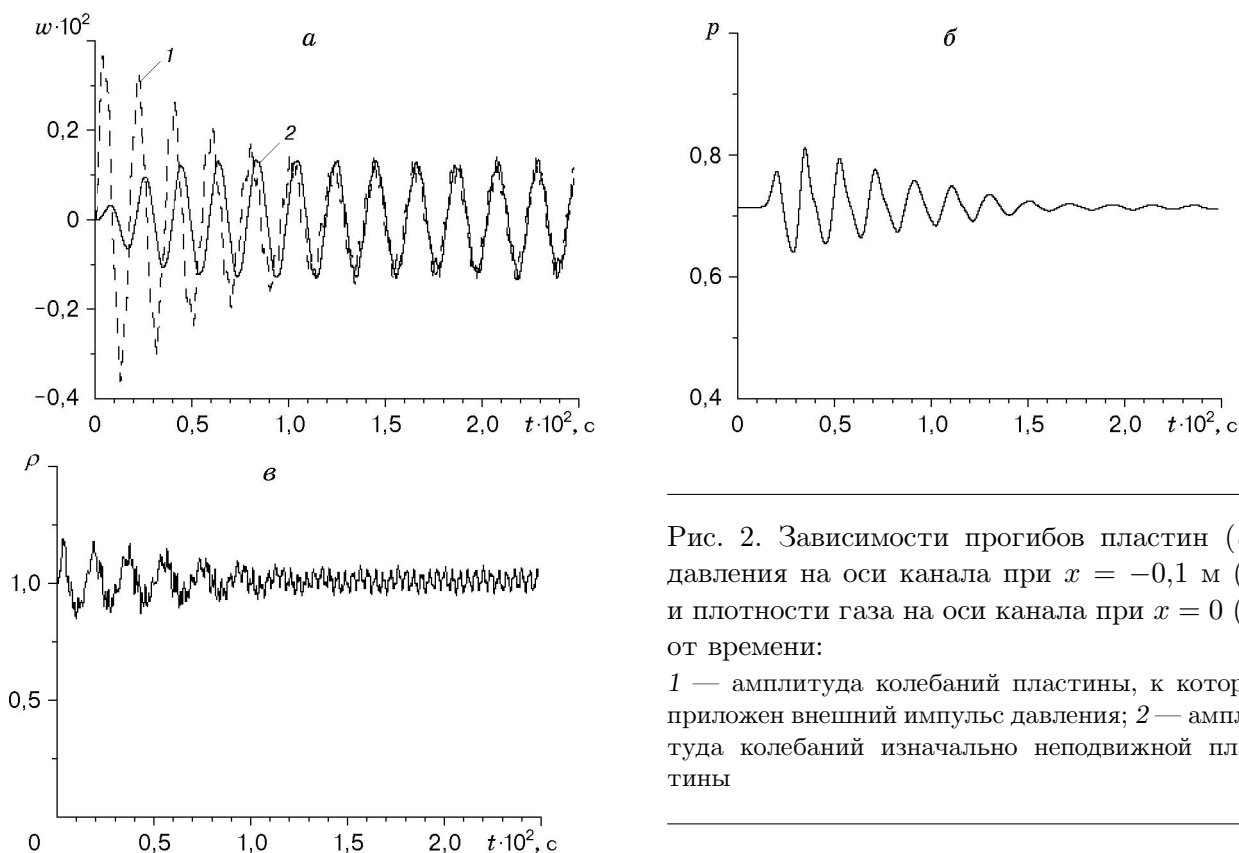 w·10²
а
1
2
0,2
0
−0,2
−0,4
0 0,5 1,0 1,5 2,0 t·10², с
p
б
0,8
0,6
0,4
0 0,5 1,0 1,5 2,0 t·10², с
ρ
в
1,0
0,5
0 0,5 1,0 1,5 2,0 t·10², с
Рис. 2. Зависимости прогибов пластин (
давления на оси канала при x = −0,1 м (
и плотности газа на оси канала при x = 0 (
от времени:
1 — амплитуда колебаний пластины, к котор
приложен внешний импульс давления; 2 — ампл
туда колебаний изначально неподвижной пл
тины